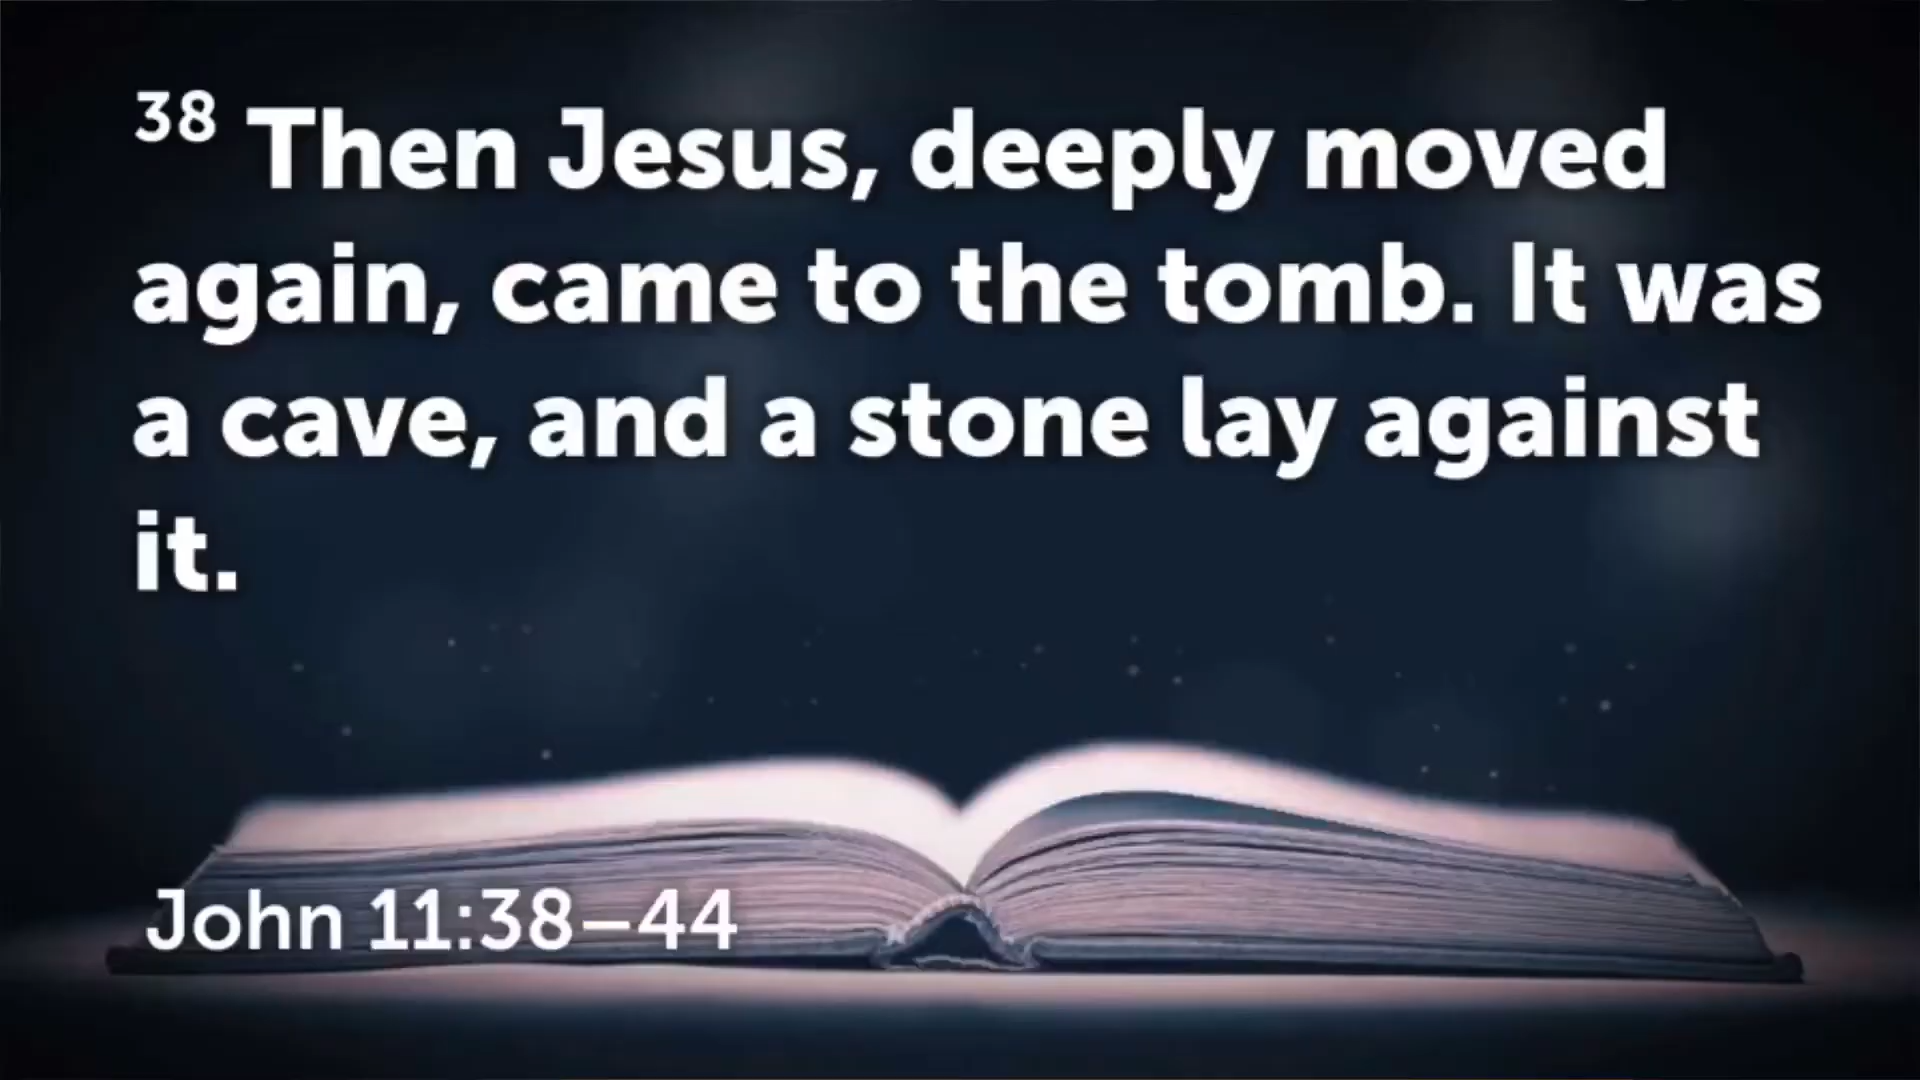 38 Then Jesus, deeply moved
again, came to the tomb. It was
a cave, and a stone lay against
it.
John 11:38–44